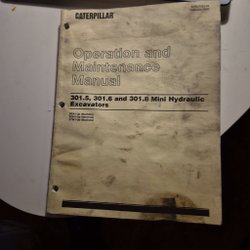 CATERPILLAR
Operation and
Maintenance
Manual
301.5, 301.6 and 301.8 Mini Hydraulic
Excavators